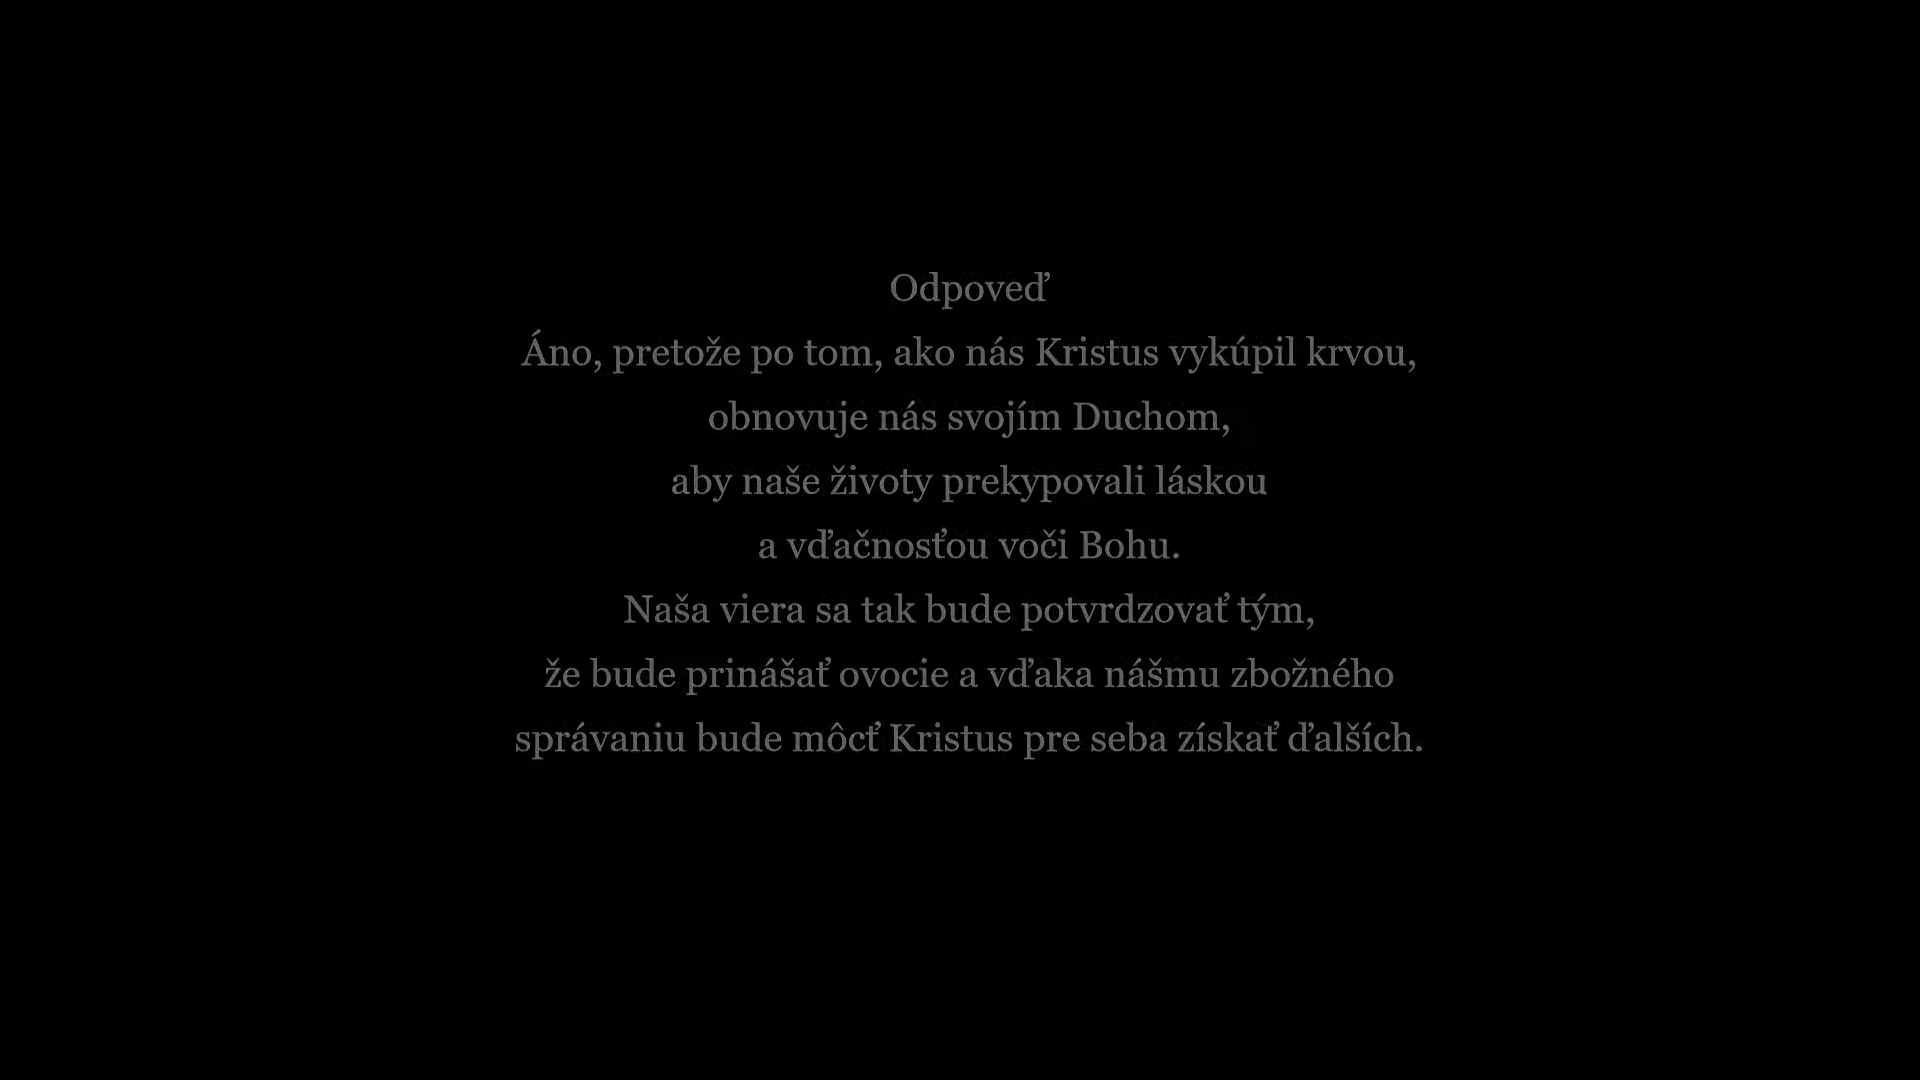 Odpoveď
Áno, pretože po tom, ako nás Kristus vykúpil krvou,
obnovuje nás svojím Duchom,
aby naše životy prekypovali láskou
a vďačnosťou voči Bohu.
Naša viera sa tak bude potvrdzovať tým,
že bude prinášať ovocie a vďaka nášmu zbožného
správaniu bude môcť Kristus pre seba získať ďalších.